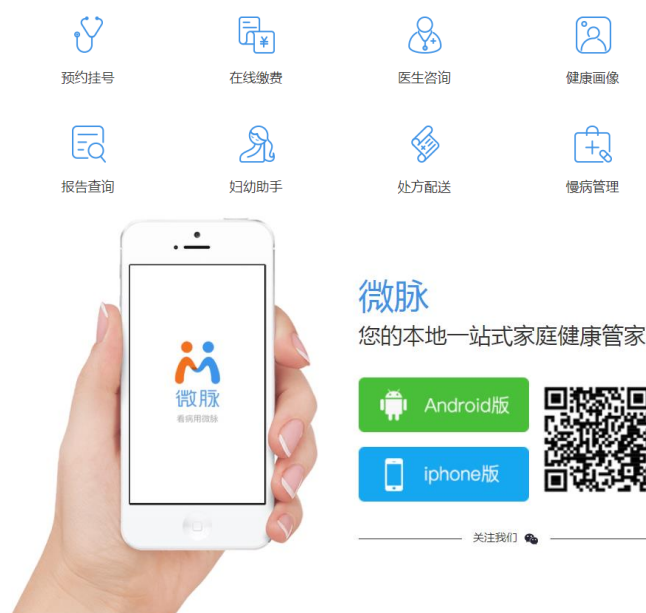 预约挂号
在线缴费
医生咨询
健康画像
报告查询
妇幼助手
处方配送
慢病管理
微脉
看病用微脉
微脉
您的本地一站式家庭健康管家
Android版
iphone版
关注我们